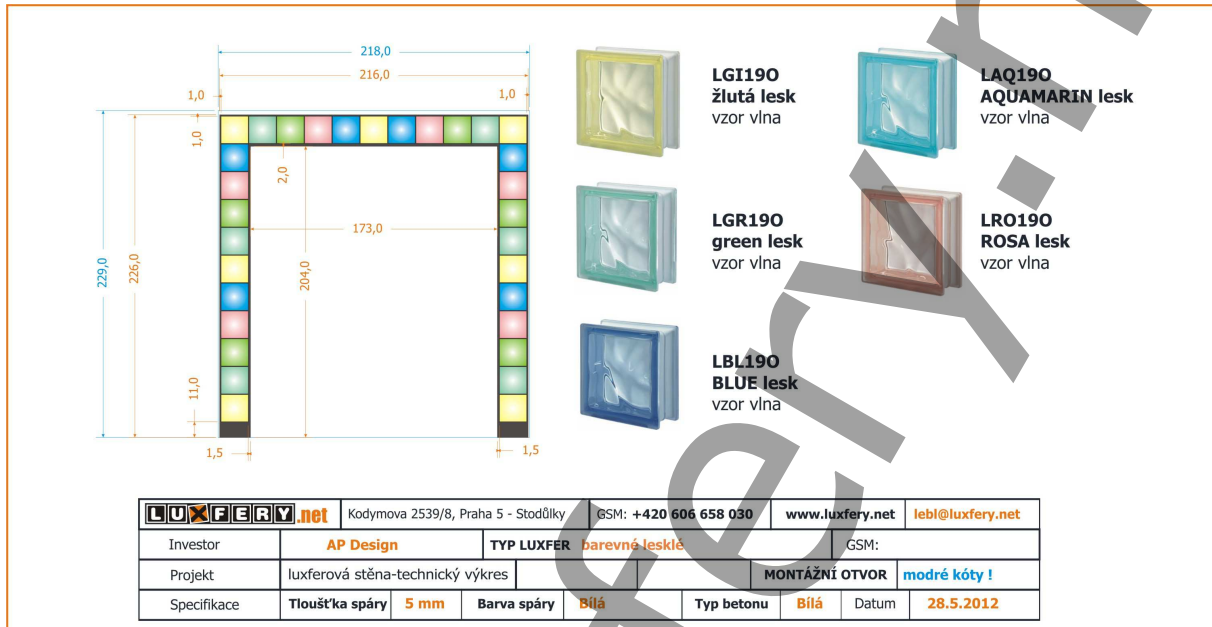 218,0
216,0
1,0
1,0
1,0
2,0
173,0
204,0
229,0
226,0
11,0
1,5
1,5
LGI19O
žlutá lesk
vzor vlna
LAQ19O
AQUAMARIN lesk
vzor vlna
LGR19O
green lesk
vzor vlna
LRO19O
ROSA lesk
vzor vlna
LBL19O
BLUE lesk
vzor vlna
LUXFERY.net Kodymova 2539/8, Praha 5 - Stodůlky GSM: +420 606 658 030 www.luxfery.net lebl@luxfery.net
Investor AP Design TYP LUXFER barevné lesklé GSM:
Projekt luxferová stěna-technický výkres MONTÁŽNÍ OTVOR modré kóty !
Specifikace Tloušťka spáry 5 mm Barva spáry Bílá Typ betonu Bílá Datum 28.5.2012